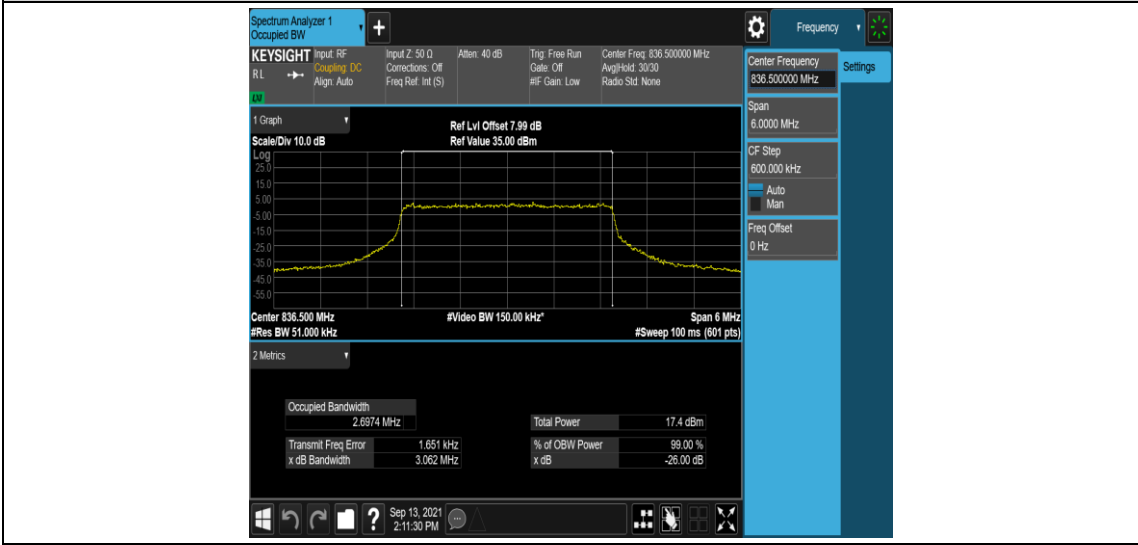 Spectrum Analyzer 1
Occupied BW
+
Frequency
KEYSIGHT
RL
LM
Input: RF
Coupling: DC
Align: Auto
Input Z: 50 Ω
Corrections: Off
Freq Ref: Int (S)
Atten: 40 dB
Trig: Free Run
Gate: Off
#IF Gain: Low
Center Freq: 836.500000 MHz
Avg|Hold: 30/30
Radio Std: None
1 Graph
Scale/Div 10.0 dB
Ref Lvl Offset 7.99 dB
Ref Value 35.00 dBm
Log
25.0
15.0
5.00
-5.00
-15.0
-25.0
-35.0
-45.0
-55.0
Center 836.500 MHz
#Res BW 51.000 kHz
#Video BW 150.00 kHz*
Span 6 MHz
#Sweep 100 ms (601 pts)
2 Metrics
Occupied Bandwidth
2.6974 MHz
Transmit Freq Error 1.651 kHz
x dB Bandwidth 3.062 MHz
Total Power 17.4 dBm
% of OBW Power 99.00 %
x dB -26.00 dB
?
Sep 13, 2021
2:11:30 PM
Center Frequency
836.500000 MHz
Span
6.0000 MHz
CF Step
600.000 kHz
Auto
Man
Freq Offset
0 Hz
Settings